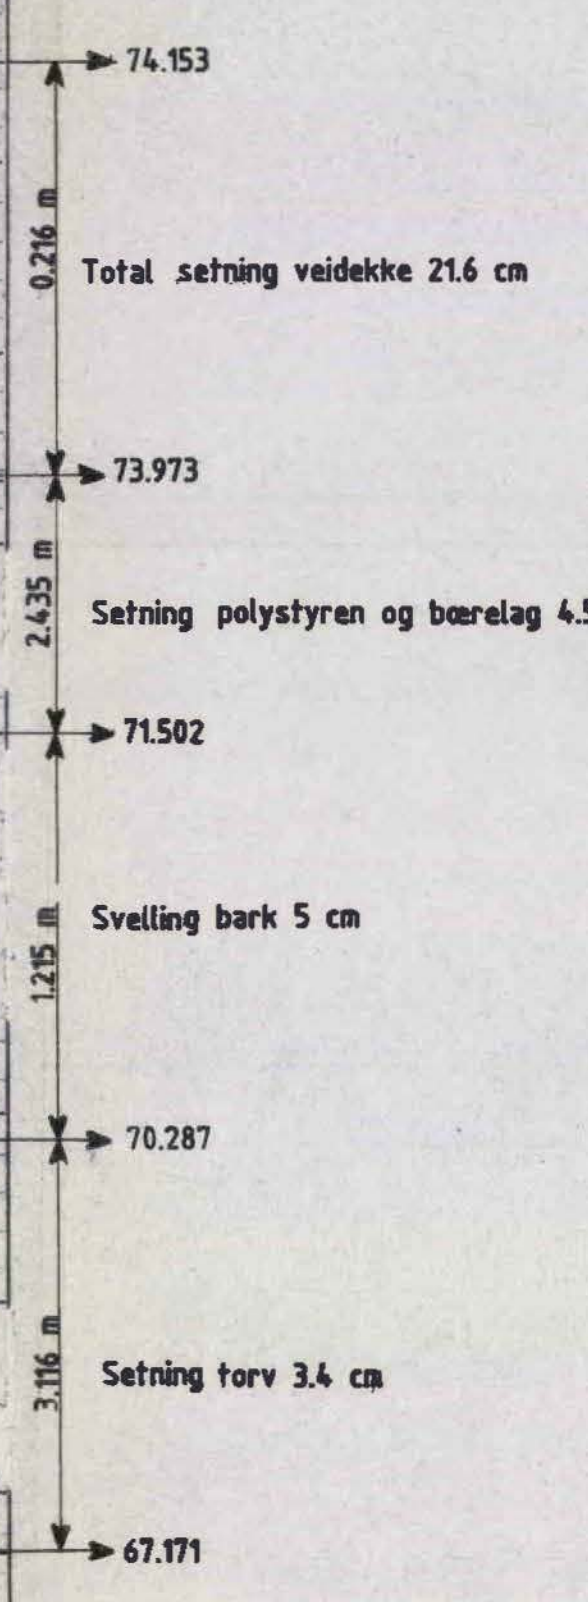 74.153
0.216 m
Total setning veidekke 21.6 cm
73.973
2.435 m
Setning polystyren og bærelag
71.502
Svelling bark 5 cm
1.215 m
70.287
3.116 m
Setning torv 3.4 cm
67.171